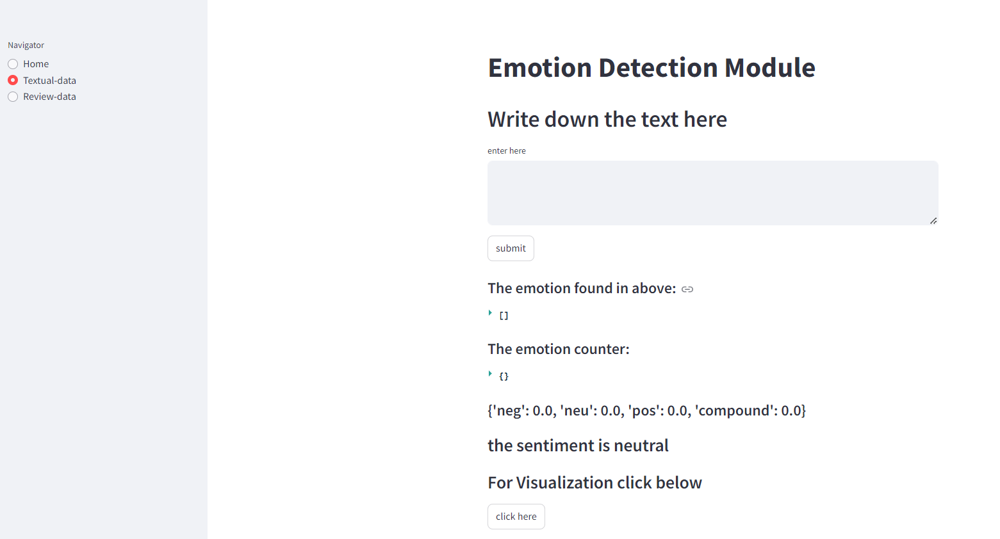 Navigator
Home
Textual-data
Review-data
Emotion Detection Module
Write down the text here
enter here
submit
The emotion found in above:
[]
The emotion counter:
{}
{'neg': 0.0, 'neu': 0.0, 'pos': 0.0, 'compound': 0.0}
the sentiment is neutral
For Visualization click below
click here